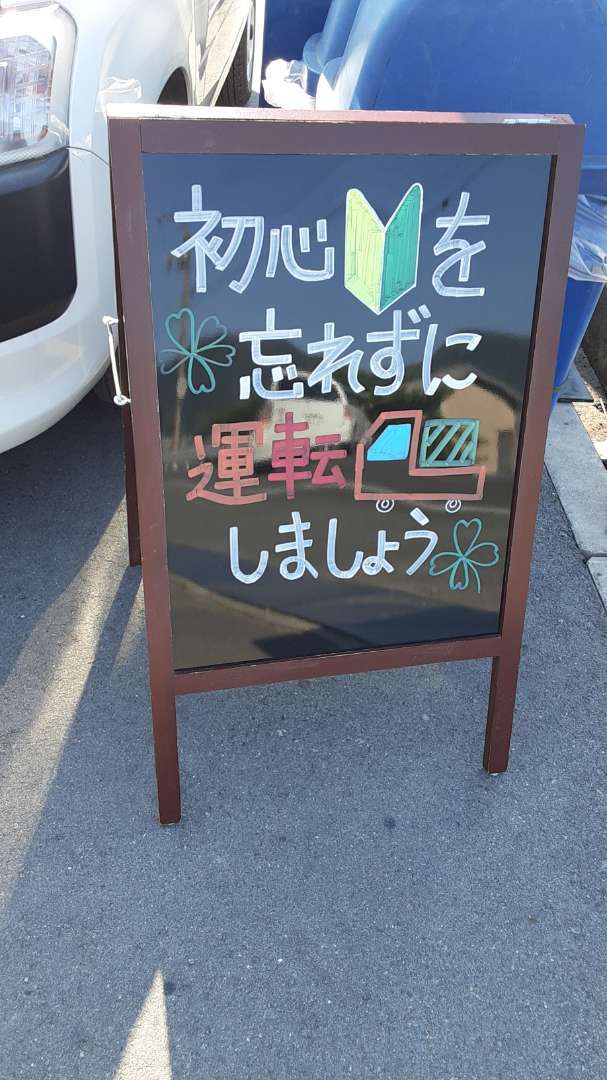 初心を
忘れずに
運転
しましょう